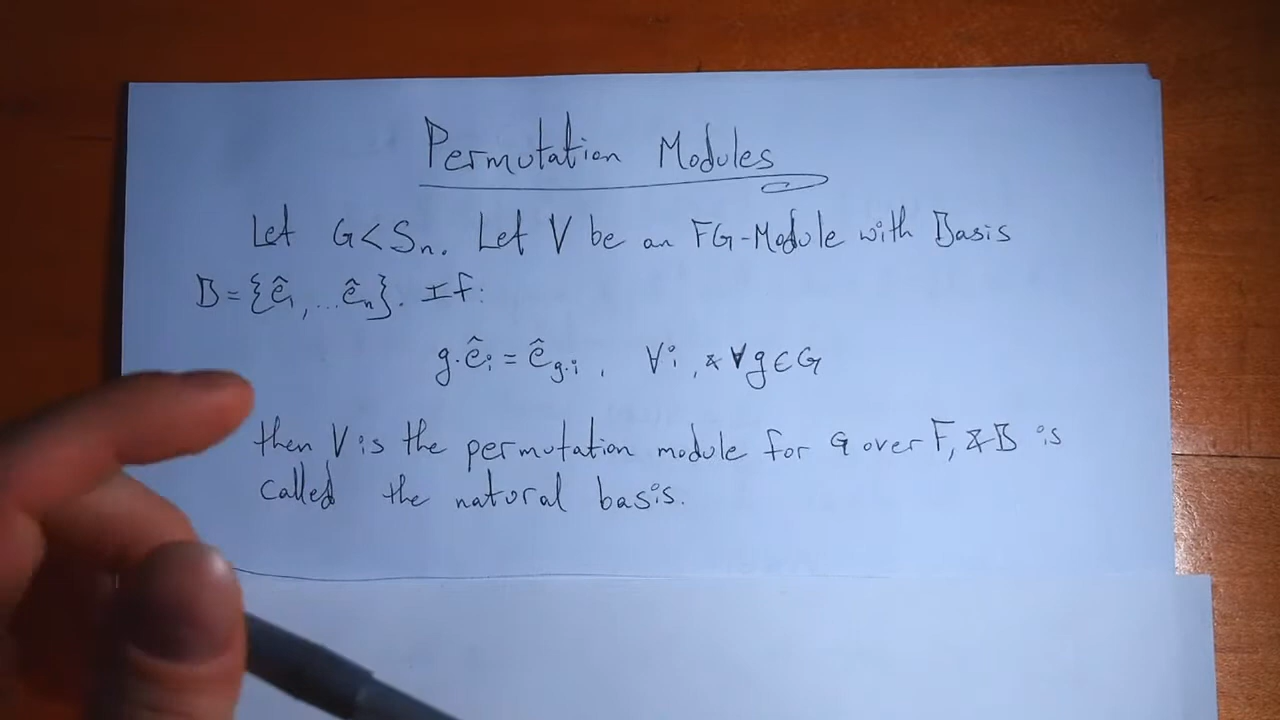 Permutation Modules
Let G < Sₙ. Let V be an FG-Module with Basis
B = {ê₁, ... êₙ}. If:
g·êᵢ = ê_{g·i}, ∀i, & ∀g∈G
then V is the permutation module for G over F, & B is
called the natural basis.